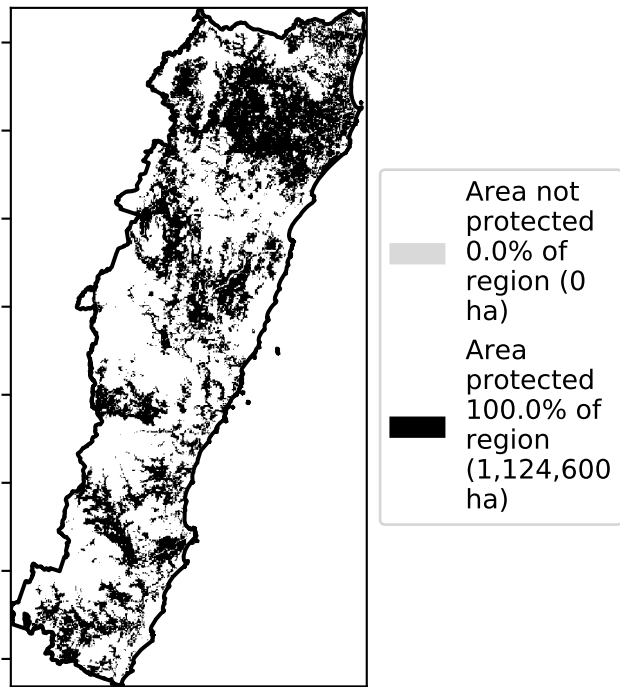 Area not
protected
0.0% of
region (0
ha)
Area
protected
100.0% of
region
(1,124,600
ha)